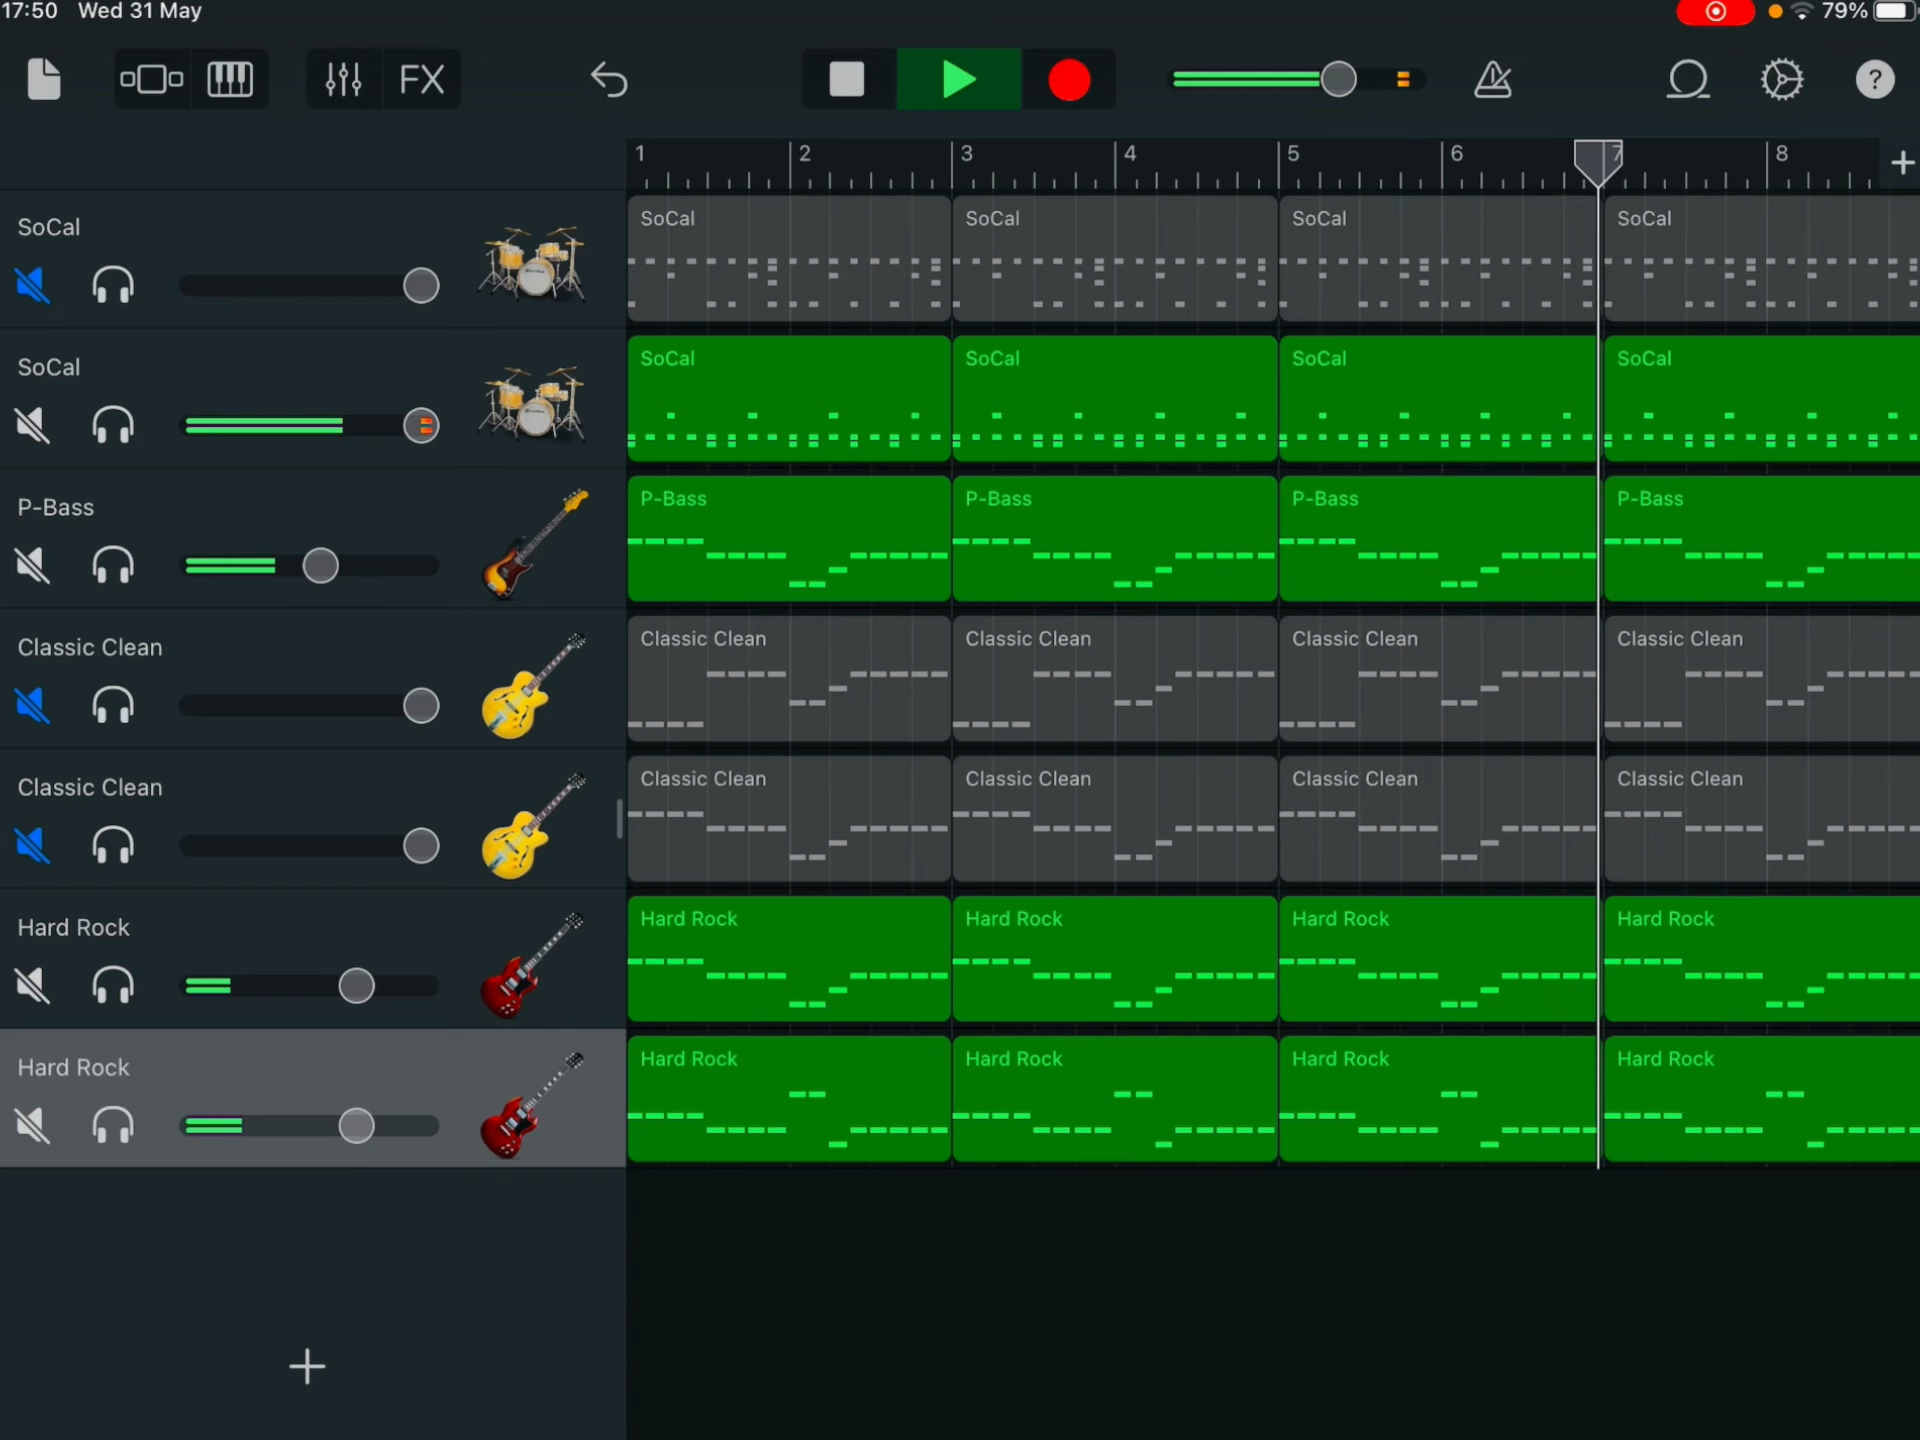 17:50 Wed 31 May 79%
FX ?
1 2 3 4 5 6 7 8
SoCal
SoCal SoCal SoCal SoCal
SoCal
SoCal SoCal SoCal SoCal
P-Bass
P-Bass P-Bass P-Bass P-Bass
Classic Clean
Classic Clean Classic Clean Classic Clean Classic Clean
Classic Clean
Classic Clean Classic Clean Classic Clean Classic Clean
Hard Rock
Hard Rock Hard Rock Hard Rock Hard Rock
Hard Rock
Hard Rock Hard Rock Hard Rock Hard Rock